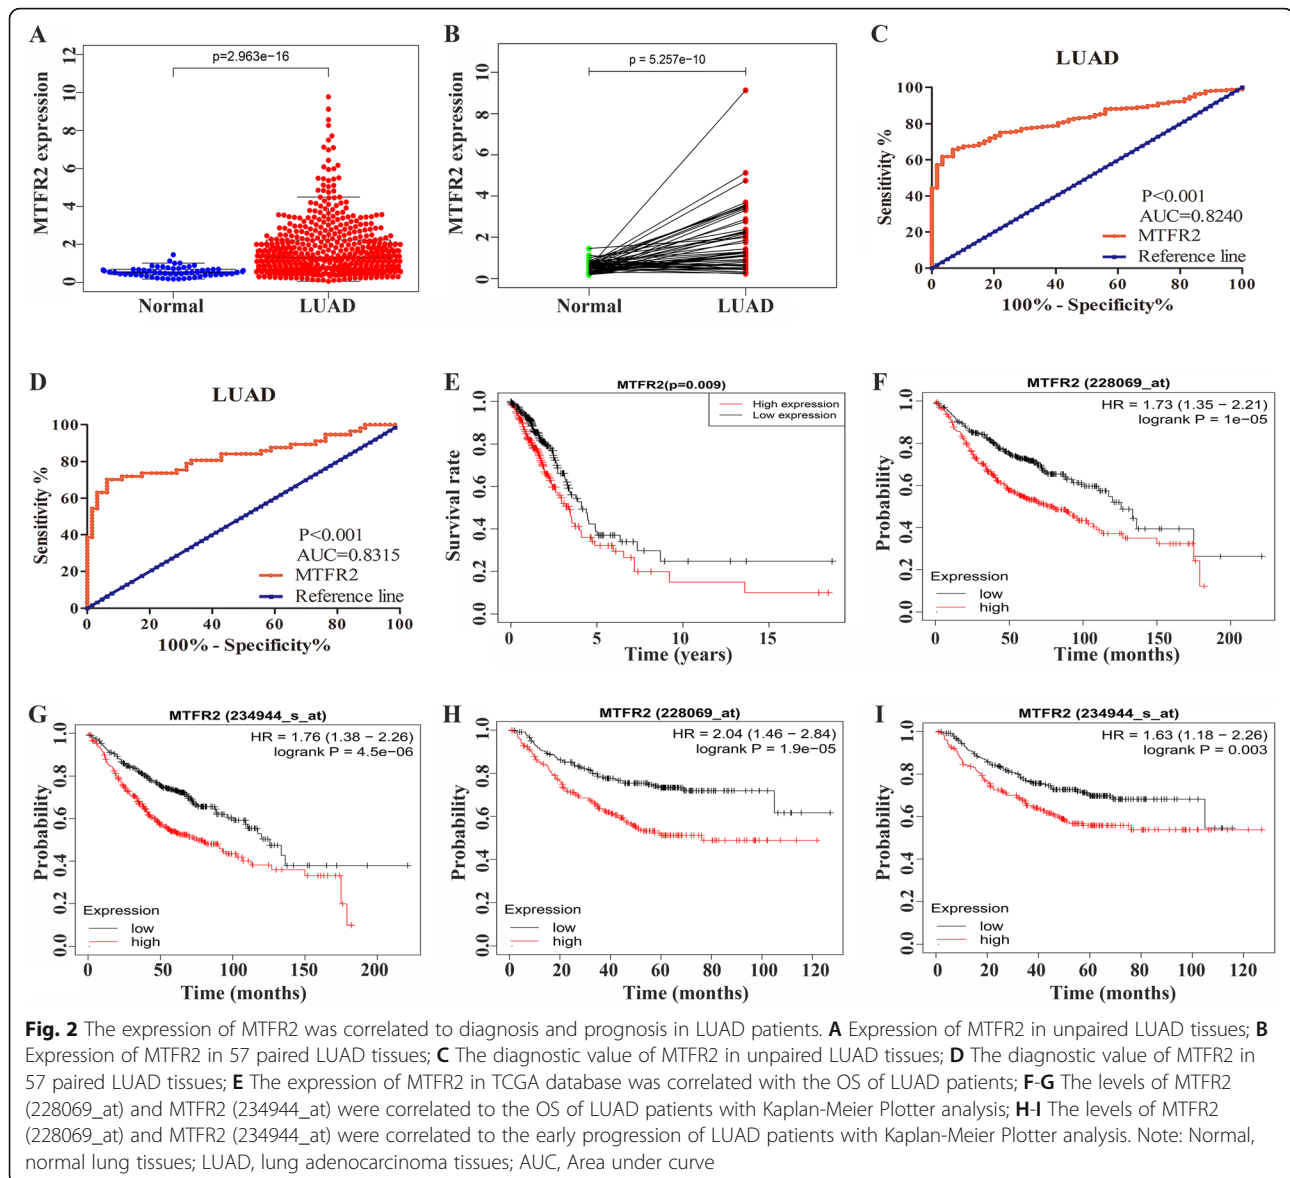 A
p=2.963e−16
MTFR2 expression
12
10
8
6
4
2
0
Normal
LUAD
B
p = 5.257e−10
MTFR2 expression
10
8
6
4
2
0
Normal
LUAD
C
LUAD
Sensitivity %
100
80
60
40
20
0
P<0.001
AUC=0.8240
MTFR2
Reference line
0 20 40 60 80 100
100% - Specificity%
D
LUAD
Sensitivity %
100
80
60
40
20
0
P<0.001
AUC=0.8315
MTFR2
Reference line
0 20 40 60 80 100
100% - Specificity%
E
MTFR2(p=0.009)
High expression
Low expression
Survival rate
1.0
0.8
0.6
0.4
0.2
0.0
0 5 10 15
Time (years)
F
MTFR2 (228069_at)
HR = 1.73 (1.35 − 2.21)
logrank P = 1e−05
Probability
1.0
0.8
0.6
0.4
0.2
0.0
Expression
low
high
0 50 100 150 200
Time (months)
G
MTFR2 (234944_s_at)
HR = 1.76 (1.38 − 2.26)
logrank P = 4.5e−06
Probability
1.0
0.8
0.6
0.4
0.2
0.0
Expression
low
high
0 50 100 150 200
Time (months)
H
MTFR2 (228069_at)
HR = 2.04 (1.46 − 2.84)
logrank P = 1.9e−05
Probability
1.0
0.8
0.6
0.4
0.2
0.0
Expression
low
high
0 20 40 60 80 100 120
Time (months)
I
MTFR2 (234944_s_at)
HR = 1.63 (1.18 − 2.26)
logrank P = 0.003
Probability
1.0
0.8
0.6
0.4
0.2
0.0
Expression
low
high
0 20 40 60 80 100 120
Time (months)
Fig. 2 The expression of MTFR2 was correlated to diagnosis and prognosis in LUAD patients. A Expression of MTFR2 in unpaired LUAD tissues; B
Expression of MTFR2 in 57 paired LUAD tissues; C The diagnostic value of MTFR2 in unpaired LUAD tissues; D The diagnostic value of MTFR2 in
57 paired LUAD tissues; E The expression of MTFR2 in TCGA database was correlated with the OS of LUAD patients; F-G The levels of MTFR2
(228069_at) and MTFR2 (234944_at) were correlated to the OS of LUAD patients with Kaplan-Meier Plotter analysis; H-I The levels of MTFR2
(228069_at) and MTFR2 (234944_at) were correlated to the early progression of LUAD patients with Kaplan-Meier Plotter analysis. Note: Normal,
normal lung tissues; LUAD, lung adenocarcinoma tissues; AUC, Area under curve